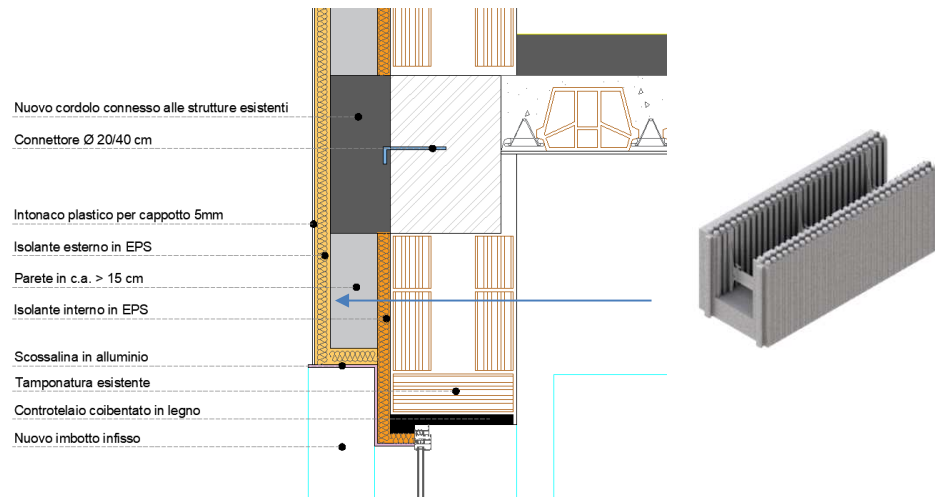 Nuovo cordolo connesso alle strutture esistenti
Connettore Ø 20/40 cm
Intonaco plastico per cappotto 5mm
Isolante esterno in EPS
Parete in c.a. > 15 cm
Isolante interno in EPS
Scossalina in alluminio
Tamponatura esistente
Controtelaio coibentato in legno
Nuovo imbotto infisso